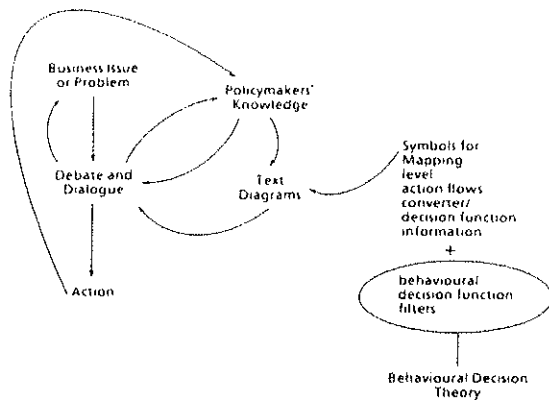 Business Issue
or Problem
Policymakers'
Knowledge
Debate and
Dialogue
Text
Diagrams
Symbols for
Mapping
level
action flows
converter/
decision function
information
+
Action
behavioural
decision function
filters
Behavioural Decision
Theory